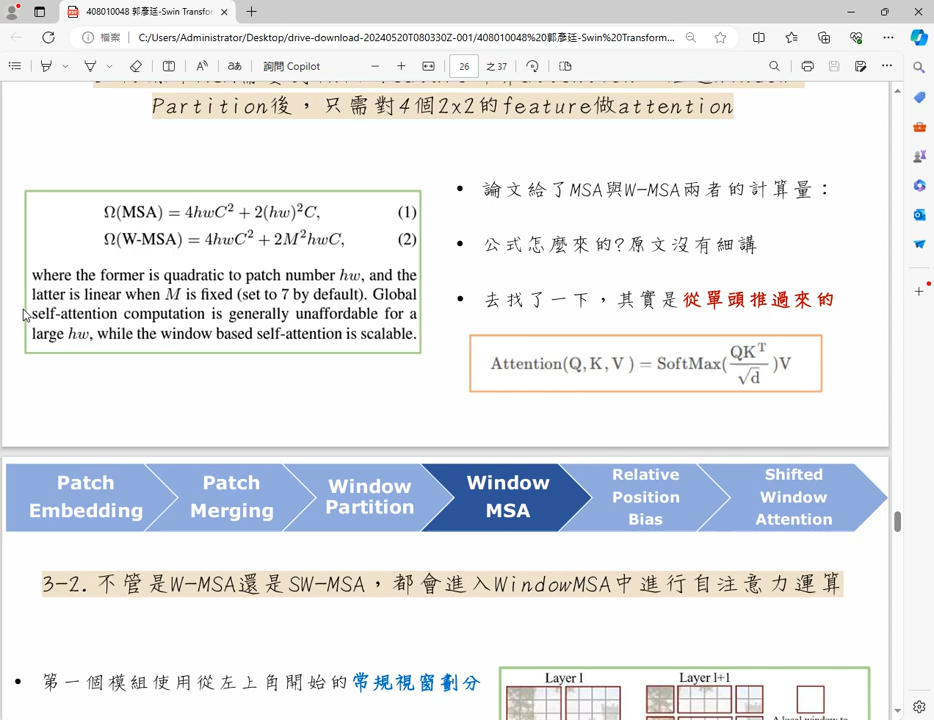 408010048 郭彥廷-Swin Transfo
檔案
C:/Users/Administrator/Desktop/drive-download-20240520T080330Z-001/408010048%20郭彥廷-Swin%20Transform...
詢問 Copilot
26 之 37
Partition後，只需對4個2x2的feature做attention
Ω(MSA) = 4hwC² + 2(hw)²C, (1)
Ω(W-MSA) = 4hwC² + 2M²hwC, (2)
where the former is quadratic to patch number hw, and the
latter is linear when M is fixed (set to 7 by default). Global
self-attention computation is generally unaffordable for a
large hw, while the window based self-attention is scalable.
• 論文給了MSA與W-MSA兩者的計算量：
• 公式怎麼來的?原文沒有細講
• 去找了一下，其實是從單頭推過來的
Attention(Q, K, V ) = SoftMax(QKᵀ/√d)V
Patch Embedding
Patch Merging
Window Partition
Window MSA
Relative Position Bias
Shifted Window Attention
3-2. 不管是W-MSA還是SW-MSA，都會進入WindowMSA中進行自注意力運算
• 第一個模組使用從左上角開始的常規視窗劃分
Layer l
Layer l+1
A local window to